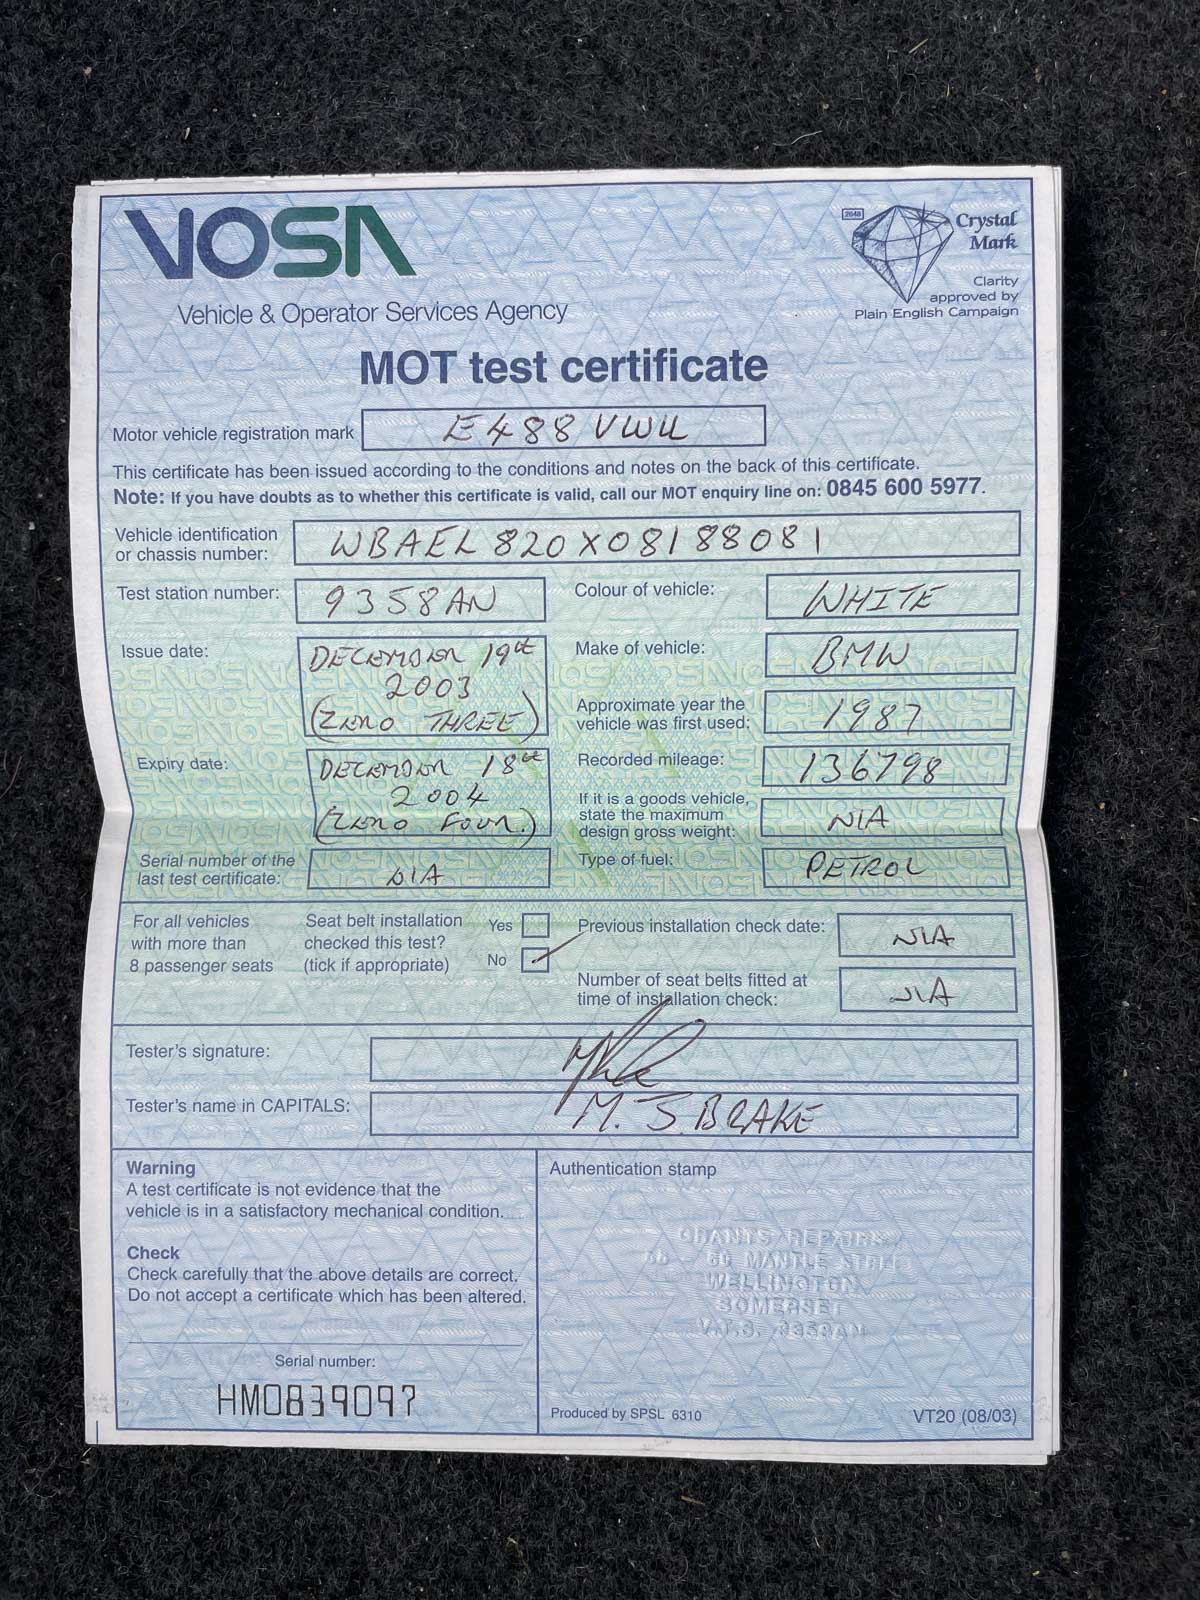 VOSA
Vehicle & Operator Services Agency
2048
Crystal
Mark
Clarity
approved by
Plain English Campaign
MOT test certificate
Motor vehicle registration mark E488 VWU
This certificate has been issued according to the conditions and notes on the back of this certificate.
Note: If you have doubts as to whether this certificate is valid, call our MOT enquiry line on: 0845 600 5977.
Vehicle identification
or chassis number: WBAEL820X08188081
Test station number: 9358AN
Colour of vehicle: WHITE
Issue date: DECEMBER 19th
2003
(ZERO THREE)
Make of vehicle: BMW
Approximate year the
vehicle was first used: 1987
Expiry date: DECEMBER 18th
2004
(ZERO FOUR.)
Recorded mileage: 136798
If it is a goods vehicle,
state the maximum
design gross weight: N/A
Serial number of the
last test certificate: N/A
Type of fuel: PETROL
For all vehicles
with more than
8 passenger seats
Seat belt installation
checked this test?
(tick if appropriate)
Yes
No
Previous installation check date: N/A
Number of seat belts fitted at
time of installation check: N/A
Tester's signature:
Tester's name in CAPITALS: M. J. BRAKE
Warning
A test certificate is not evidence that the
vehicle is in a satisfactory mechanical condition.
Check
Check carefully that the above details are correct.
Do not accept a certificate which has been altered.
Serial number:
HM0839097
Authentication stamp
GRANTS REPAIRS
60 MANTLE
WELLINGTON
SOMERSET
V.T.S. 9358AN
Produced by SPSL 6310
VT20 (08/03)